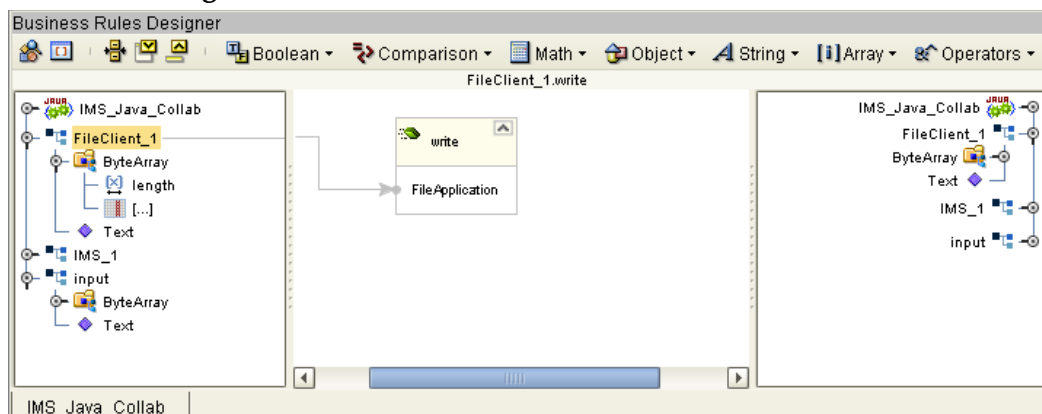 Business Rules Designer
Boolean Comparison Math Object String [i] Array Operators
FileClient_1.write
IMS_Java_Collab
FileClient_1
ByteArray
length
[...]
Text
IMS_1
input
ByteArray
Text
write
FileApplication
IMS_Java_Collab
FileClient_1
ByteArray
Text
IMS_1
input
IMS_Java_Collab